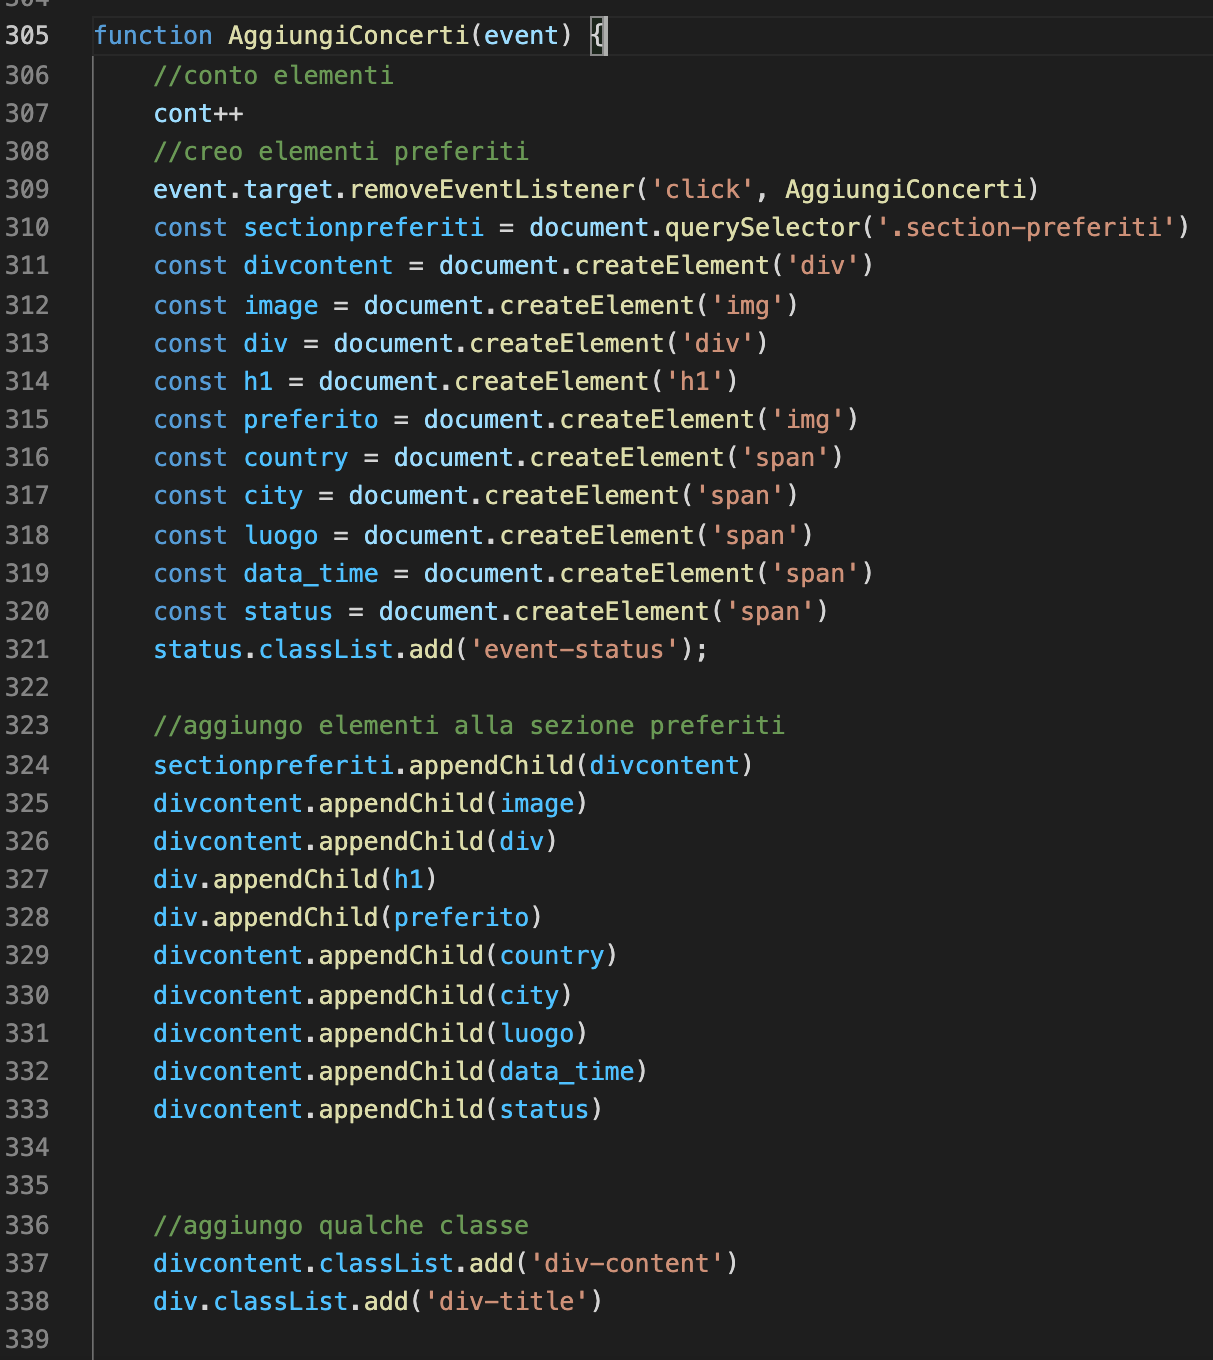 305 function AggiungiConcerti(event) {
306 //conto elementi
307 cont++
308 //creo elementi preferiti
309 event.target.removeEventListener('click', AggiungiConcerti)
310 const sectionpreferiti = document.querySelector('.section-preferiti')
311 const divcontent = document.createElement('div')
312 const image = document.createElement('img')
313 const div = document.createElement('div')
314 const h1 = document.createElement('h1')
315 const preferito = document.createElement('img')
316 const country = document.createElement('span')
317 const city = document.createElement('span')
318 const luogo = document.createElement('span')
319 const data_time = document.createElement('span')
320 const status = document.createElement('span')
321 status.classList.add('event-status');
322
323 //aggiungo elementi alla sezione preferiti
324 sectionpreferiti.appendChild(divcontent)
325 divcontent.appendChild(image)
326 divcontent.appendChild(div)
327 div.appendChild(h1)
328 div.appendChild(preferito)
329 divcontent.appendChild(country)
330 divcontent.appendChild(city)
331 divcontent.appendChild(luogo)
332 divcontent.appendChild(data_time)
333 divcontent.appendChild(status)
334
335
336 //aggiungo qualche classe
337 divcontent.classList.add('div-content')
338 div.classList.add('div-title')
339